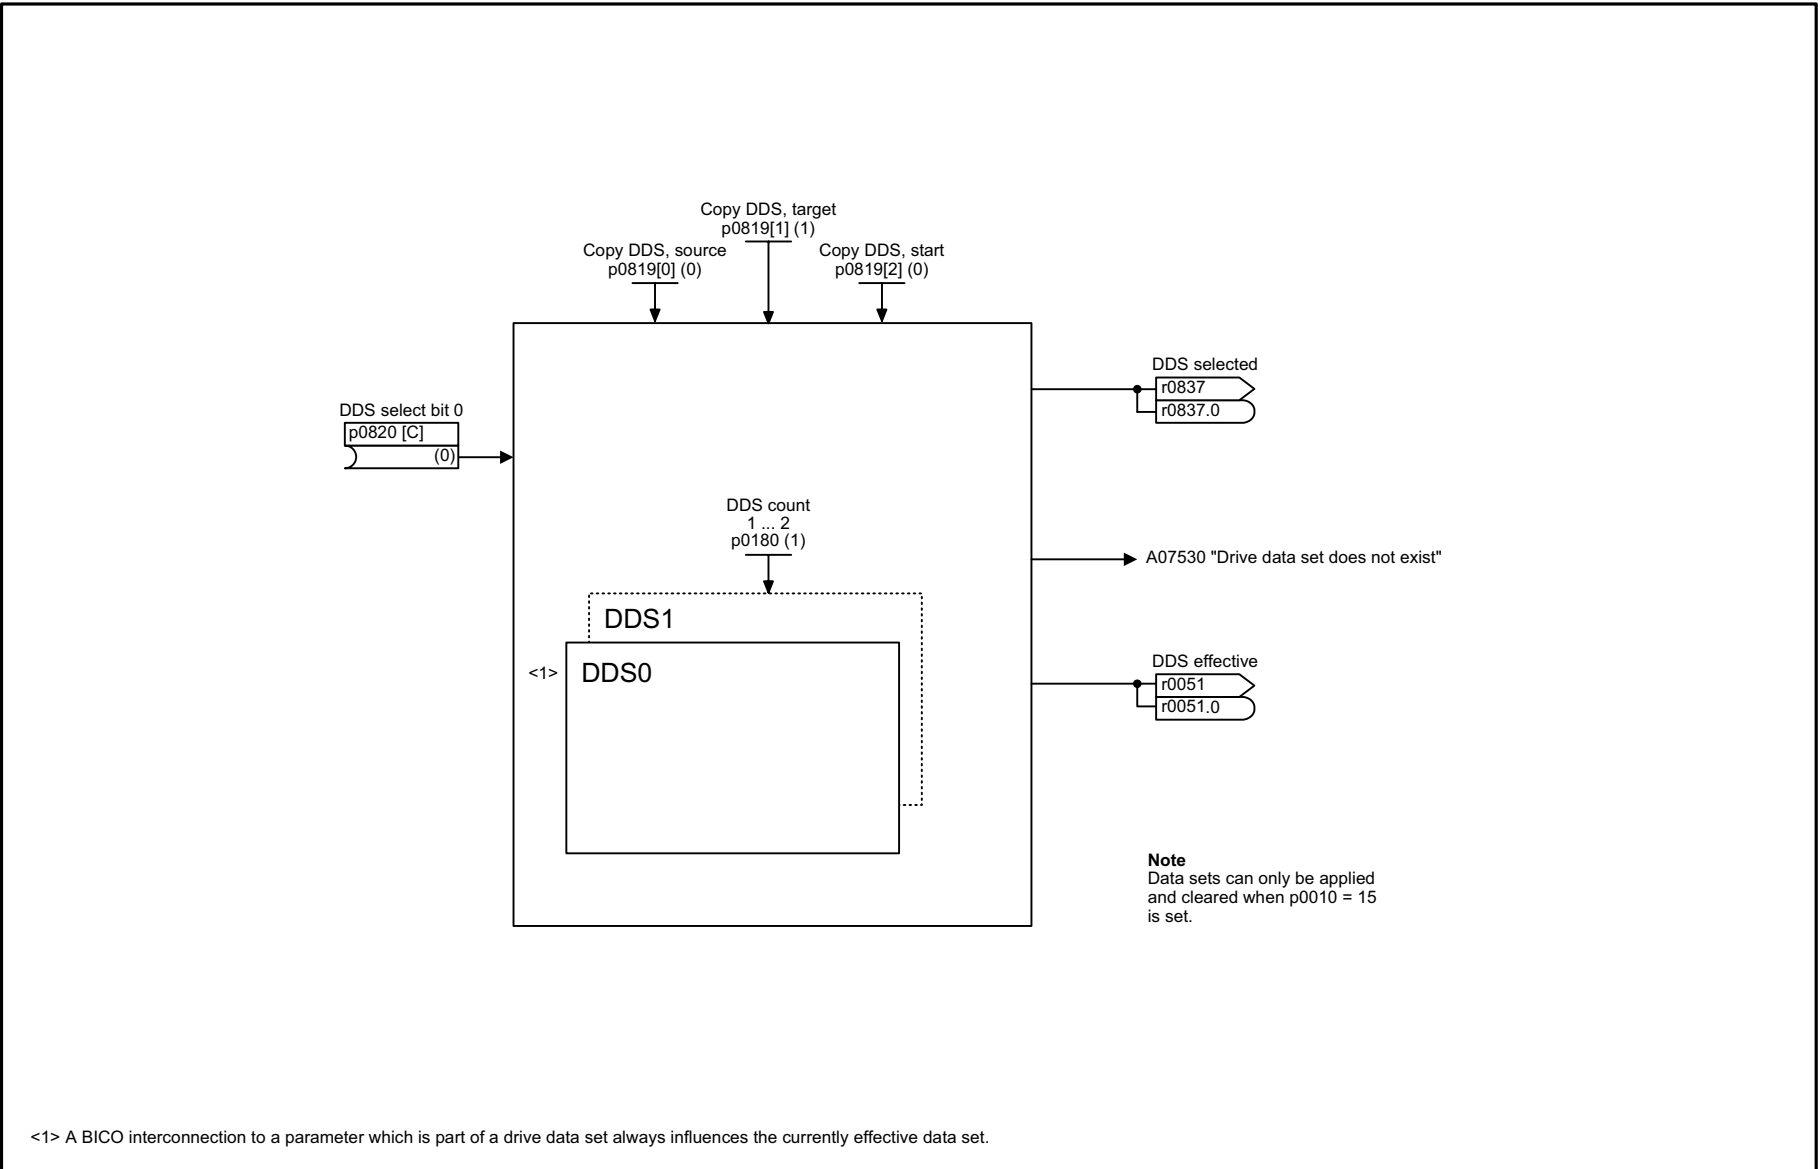 Copy DDS, target
p0819[1] (1)
Copy DDS, source
p0819[0] (0)
Copy DDS, start
p0819[2] (0)
DDS selected
r0837
r0837.0
DDS select bit 0
p0820 [C]
(0)
DDS count
1 ... 2
p0180 (1)
A07530 "Drive data set does not exist"
DDS1
<1>
DDS0
DDS effective
r0051
r0051.0
Note
Data sets can only be applied
and cleared when p0010 = 15
is set.
<1> A BICO interconnection to a parameter which is part of a drive data set always influences the currently effective data set.